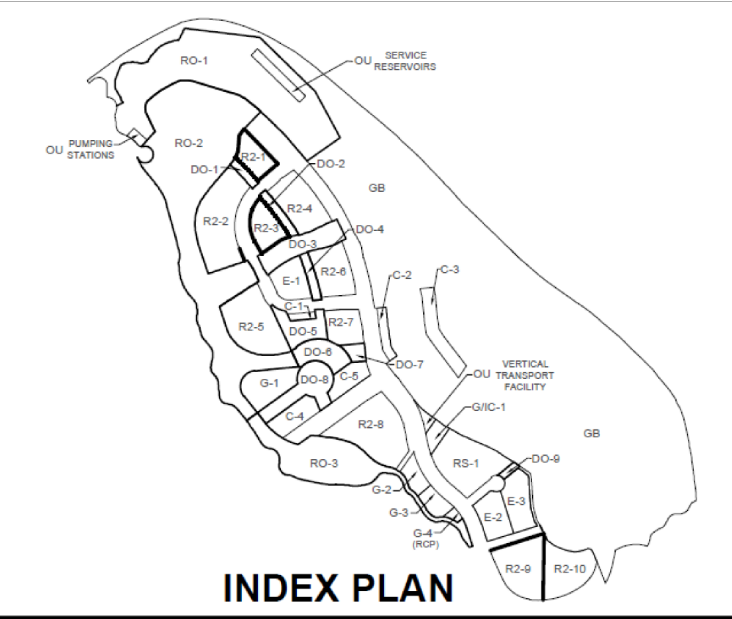 RO-1
OU SERVICE
RESERVOIRS
OU PUMPING
STATIONS
RO-2
R2-1
DO-1
DO-2
GB
R2-2
R2-4
R2-3
DO-4
DO-3
E-1
R2-6
C-2
C-3
C-1
R2-5
DO-5
R2-7
DO-6
DO-7
G-1
DO-8
C-5
OU VERTICAL
TRANSPORT
FACILITY
C-4
G/IC-1
R2-8
GB
RO-3
RS-1
DO-9
G-2
G-3
E-3
E-2
G-4
(RCP)
R2-9
R2-10
INDEX PLAN